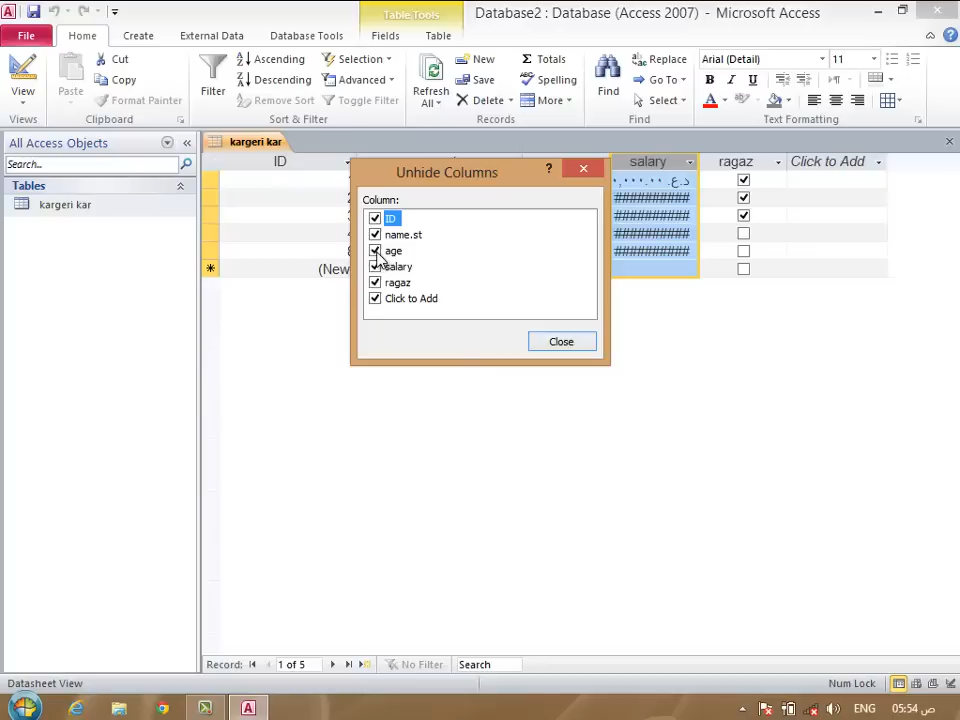 Table Tools
Database2 : Database (Access 2007) - Microsoft Access
File Home Create External Data Database Tools Fields Table
View
Views
Paste
Cut
Copy
Format Painter
Clipboard
Filter
Ascending
Descending
Remove Sort
Selection
Advanced
Toggle Filter
Sort & Filter
Refresh All
New
Save
Delete
Totals
Spelling
More
Records
Find
Replace
Go To
Select
Find
Arial (Detail) 11
B I U
A
Text Formatting
All Access Objects
Search...
Tables
kargeri kar
kargeri kar
ID salary ragaz Click to Add
##########
##########
##########
##########
(New
Unhide Columns
Column:
ID
name.st
age
salary
ragaz
Click to Add
Close
Record: 1 of 5 No Filter Search
Datasheet View
Num Lock
ENG 05:54 ص